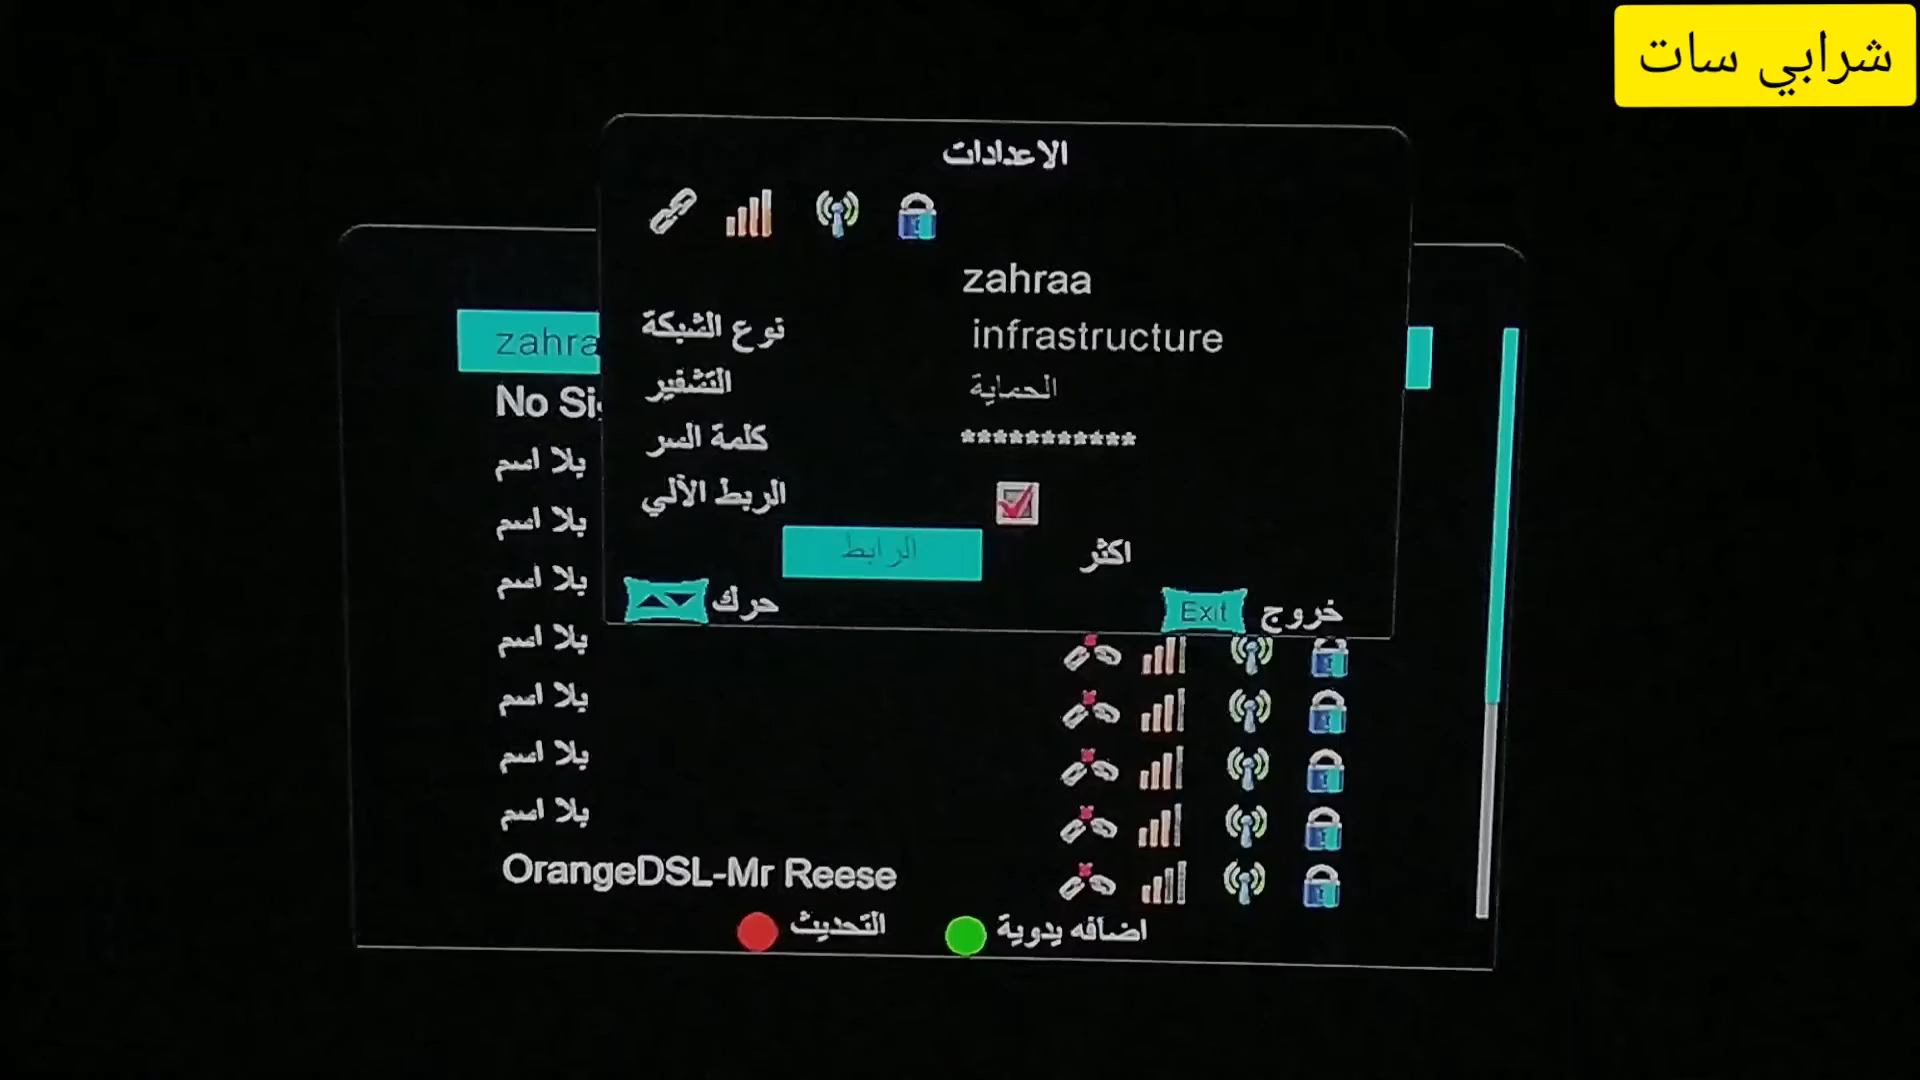 شرابي سات
الاعدادات
zahraa
نوع الشبكة infrastructure
التشفير الحماية
كلمة السر ***********
الربط الآلي
الرابط اكثر
حرك Exit خروج
zahra
No Si
بلا اسم
بلا اسم
بلا اسم
بلا اسم
بلا اسم
بلا اسم
بلا اسم
OrangeDSL-Mr Reese
التحديث اضافه يدوية